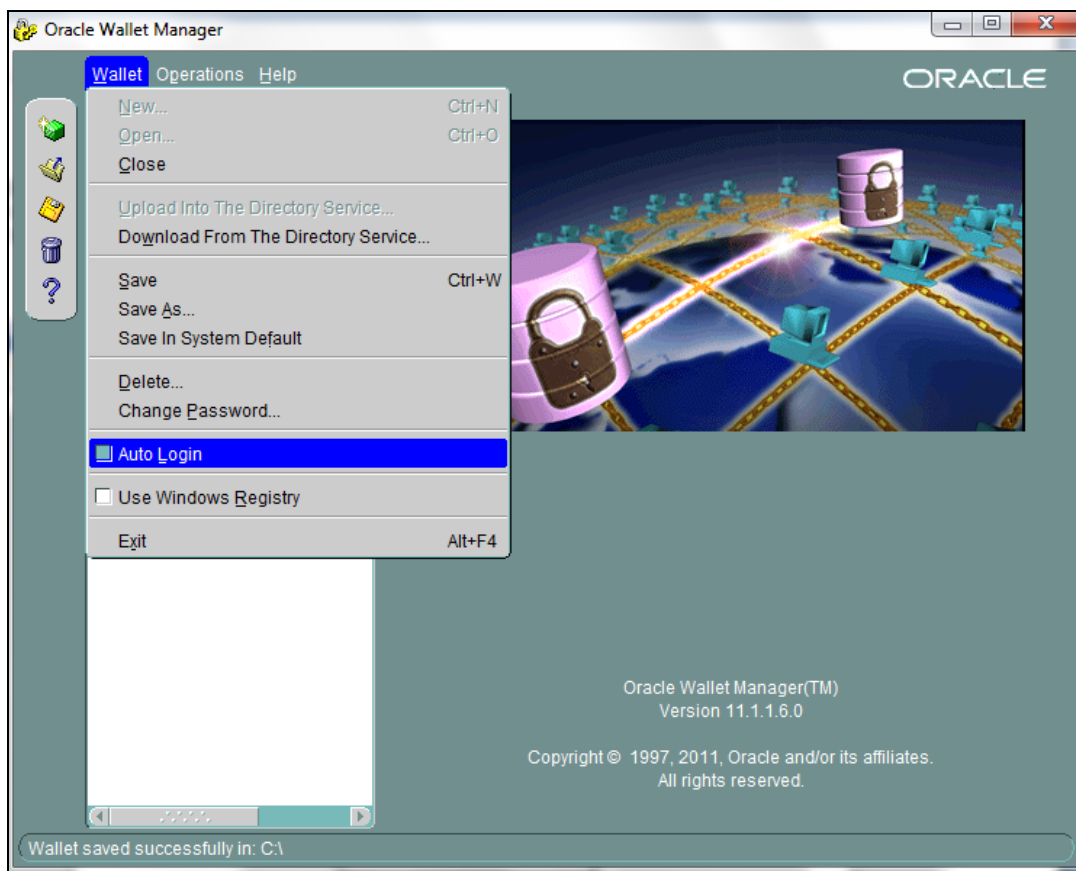 Oracle Wallet Manager
Wallet Operations Help
ORACLE
New... Ctrl+N
Open... Ctrl+O
Close
Upload Into The Directory Service...
Download From The Directory Service...
Save Ctrl+W
Save As...
Save In System Default
Delete...
Change Password...
Auto Login
Use Windows Registry
Exit Alt+F4
Oracle Wallet Manager(TM)
Version 11.1.1.6.0
Copyright © 1997, 2011, Oracle and/or its affiliates.
All rights reserved.
Wallet saved successfully in: C:\